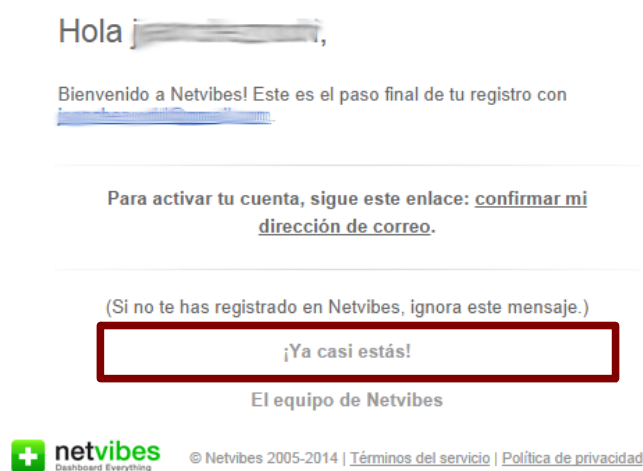 Hola
Bienvenido a Netvibes! Este es el paso final de tu registro con
Para activar tu cuenta, sigue este enlace: confirmar mi
dirección de correo.
(Si no te has registrado en Netvibes, ignora este mensaje.)
¡Ya casi estás!
El equipo de Netvibes
netvibes
Dashboard Everything
© Netvibes 2005-2014 | Términos del servicio | Política de privacidad